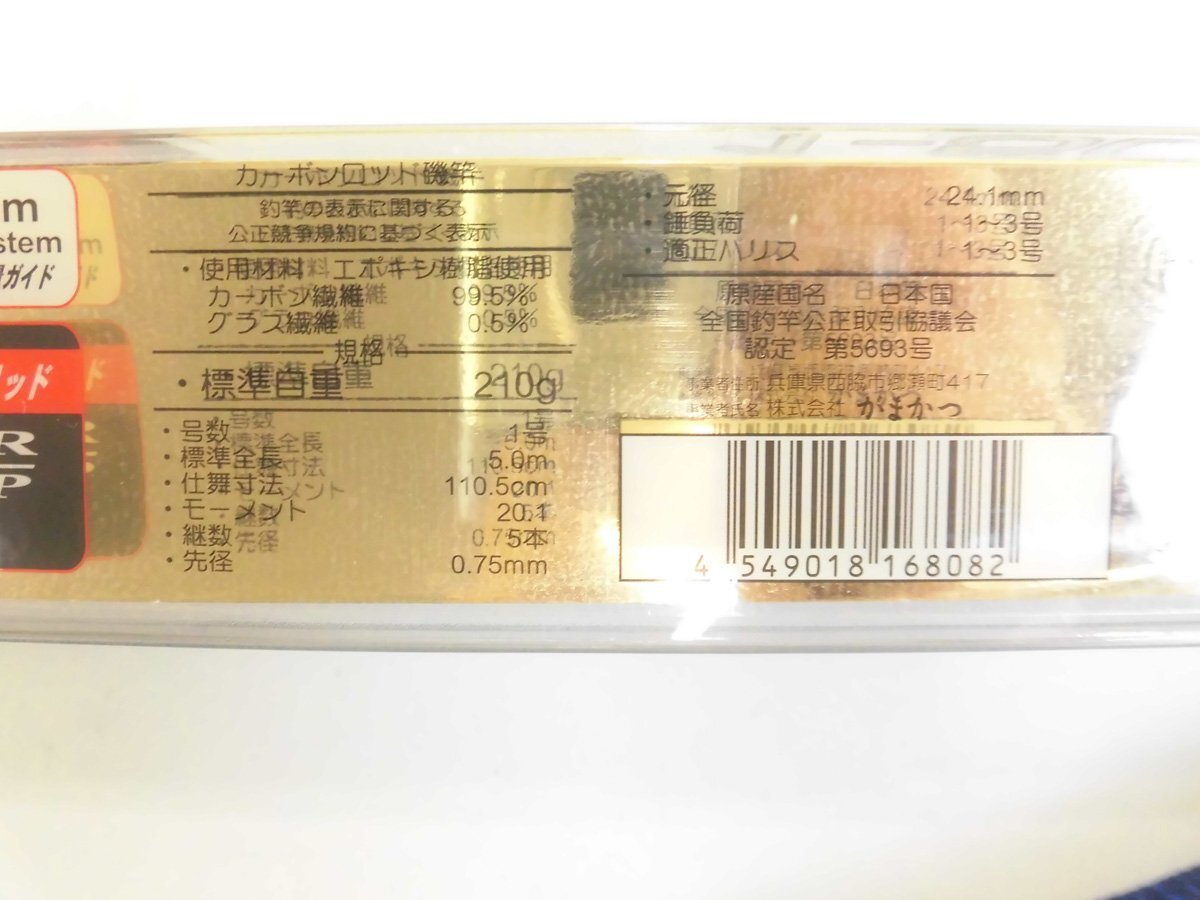 m
stem
ガイド
ッド
R
P
カーボンロッド磯竿
釣竿の表示に関する
公正競争規約に基づく表示
・使用材料 エポキシ樹脂使用
カーボン繊維 99.5%
グラス繊維 0.5%
規格
・標準自重 210g
・号数 1号
・標準全長 5.0m
・仕舞寸法 110.5cm
・モーメント 20.1
・継数 5本
・先径 0.75mm
・元径 24.1mm
・錘負荷 1~3号
・適正ハリス 1~3号
原産国名 日本国
全国釣竿公正取引協議会
認定 第5693号
事業者住所 兵庫県西脇市郷瀬町417
事業者氏名 株式会社 がまかつ
4 549018 168082